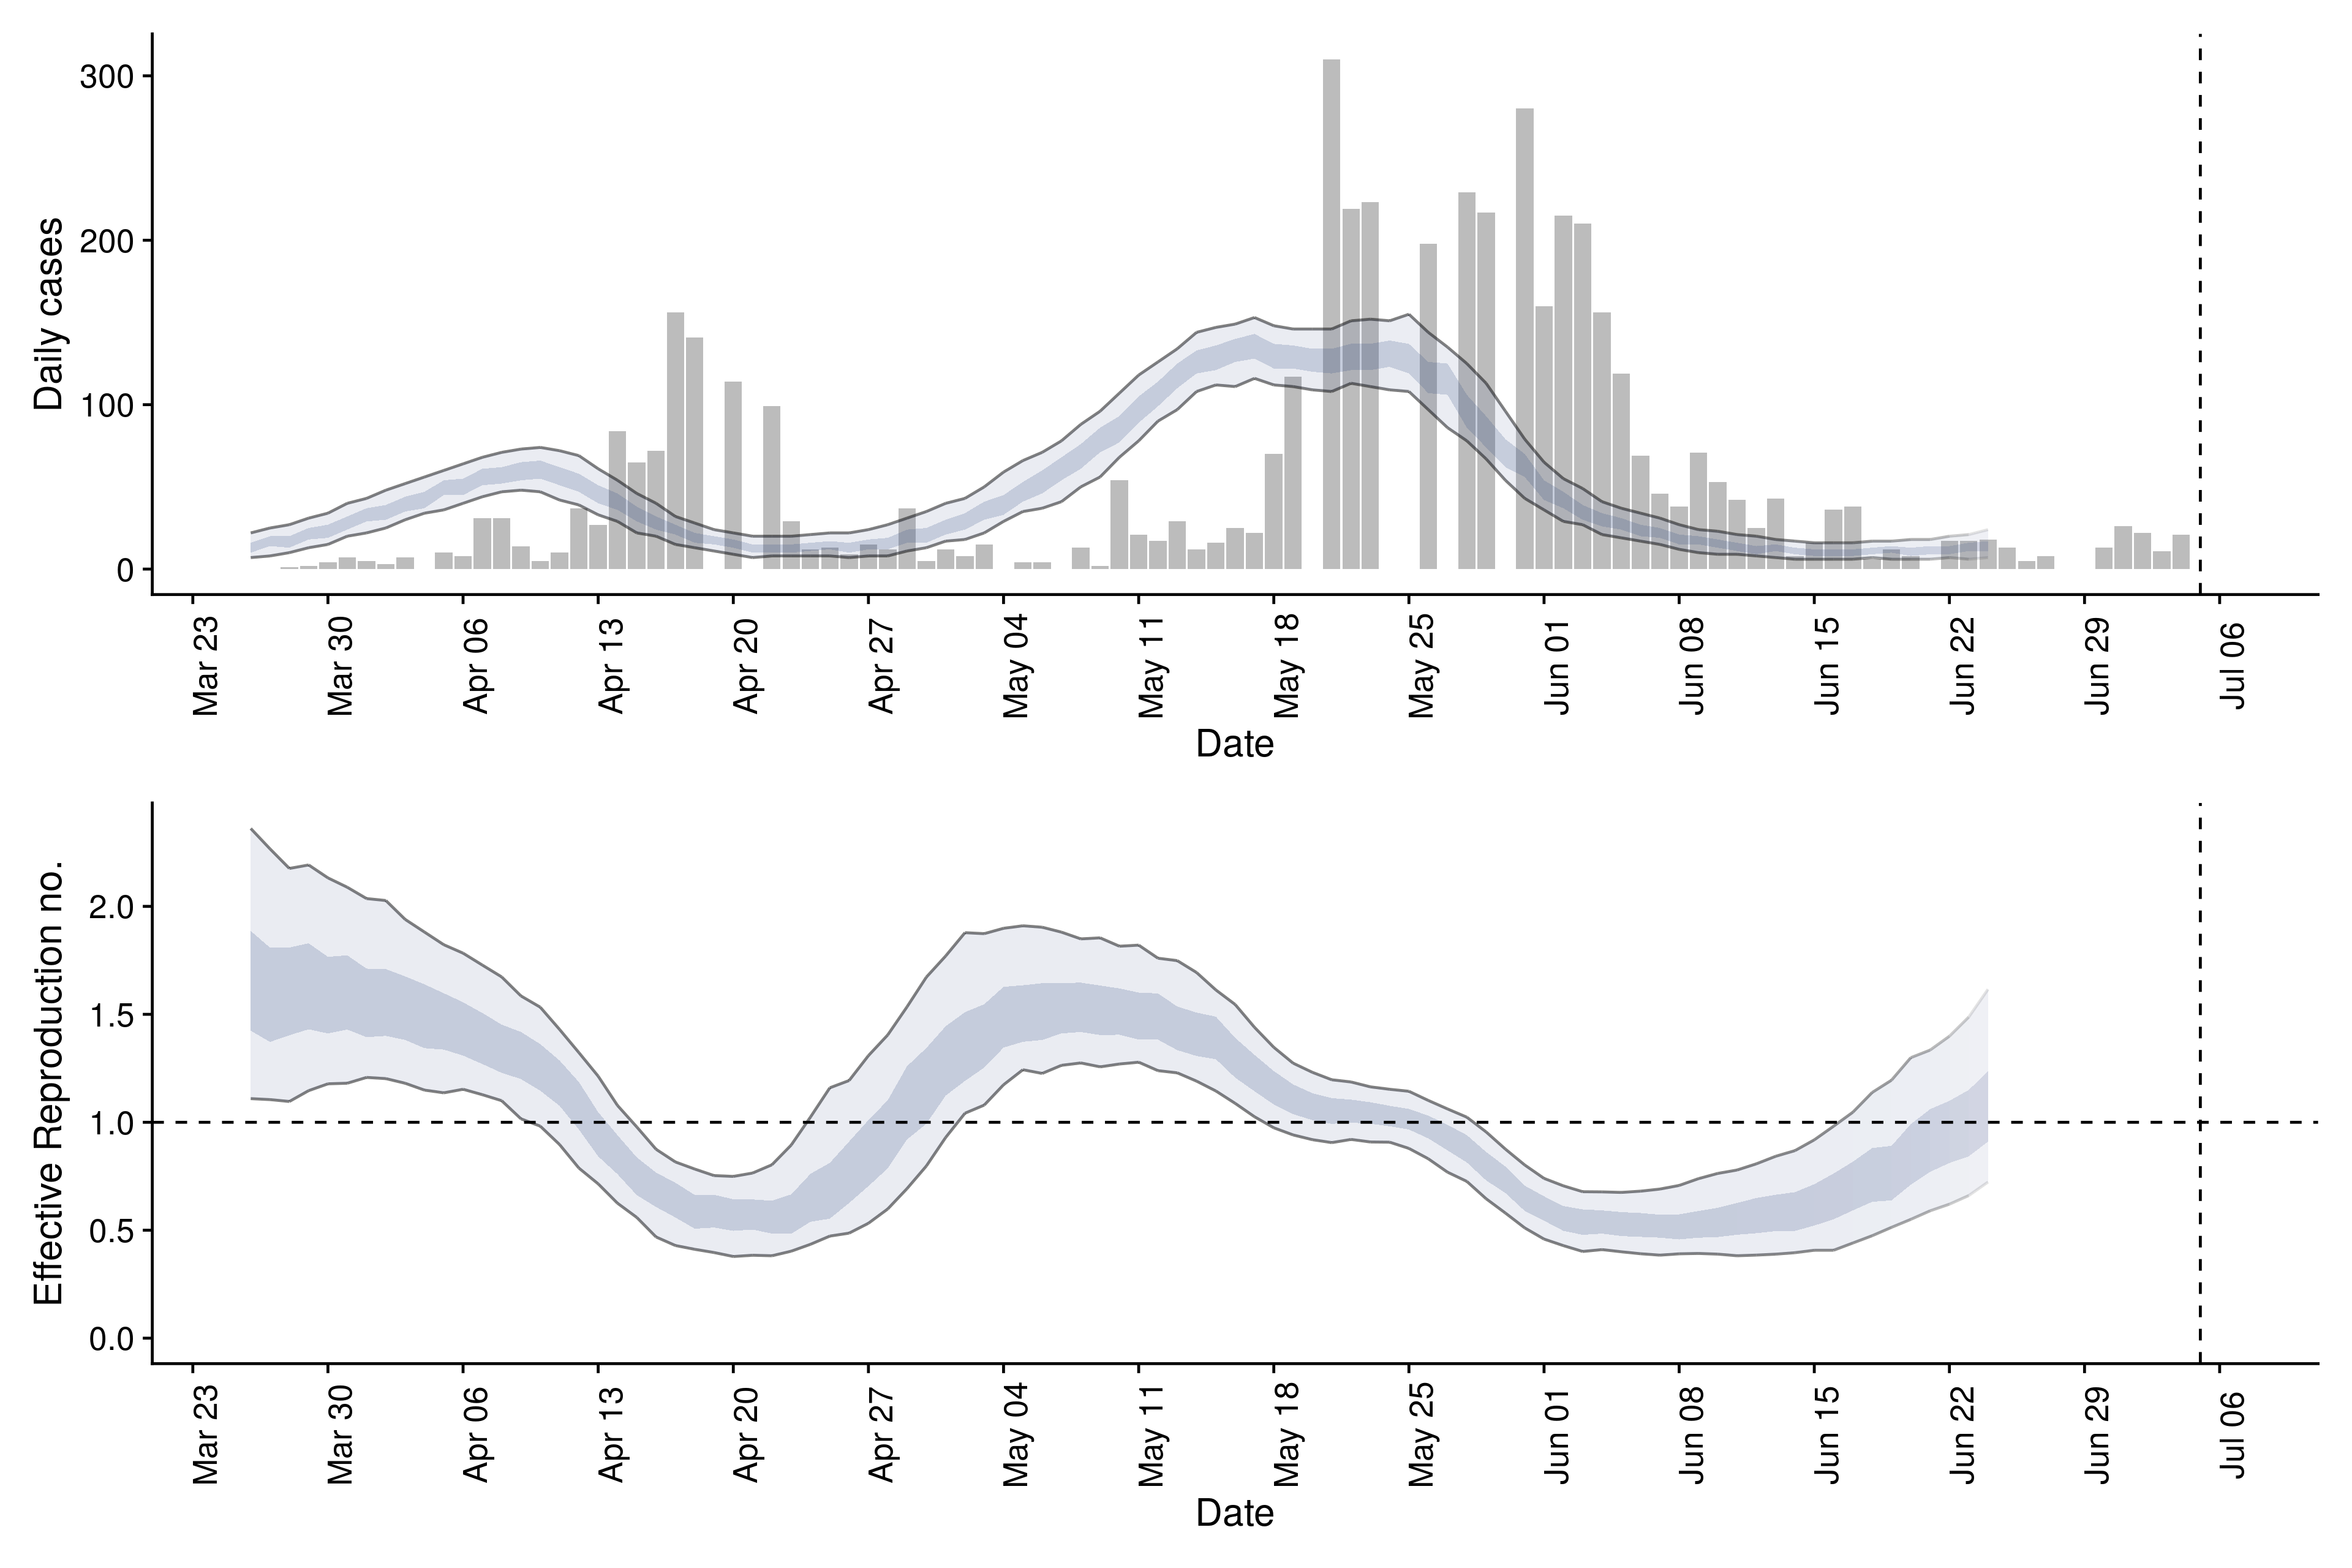 Daily cases
300
200
100
0
Mar 23
Mar 30
Apr 06
Apr 13
Apr 20
Apr 27
May 04
May 11
May 18
May 25
Jun 01
Jun 08
Jun 15
Jun 22
Jun 29
Jul 06
Date
Effective Reproduction no.
2.0
1.5
1.0
0.5
0.0
Mar 23
Mar 30
Apr 06
Apr 13
Apr 20
Apr 27
May 04
May 11
May 18
May 25
Jun 01
Jun 08
Jun 15
Jun 22
Jun 29
Jul 06
Date